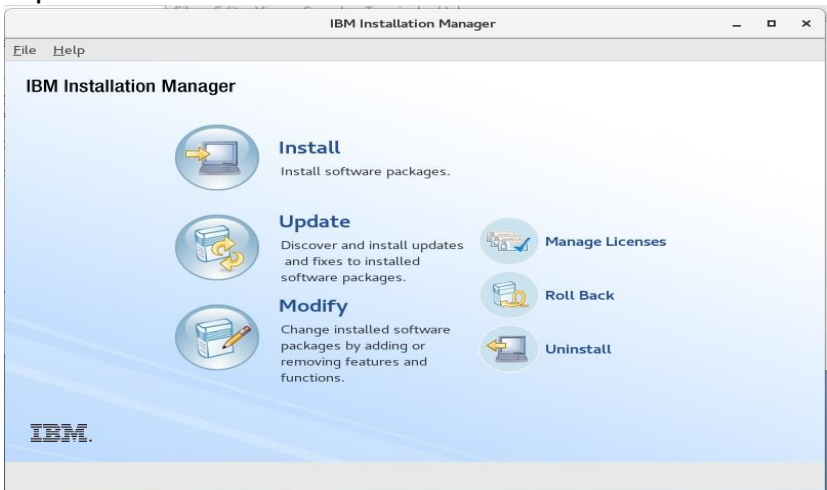 IBM Installation Manager
File Help
IBM Installation Manager
Install
Install software packages.
Update
Discover and install updates
and fixes to installed
software packages.
Modify
Change installed software
packages by adding or
removing features and
functions.
Manage Licenses
Roll Back
Uninstall
IBM.